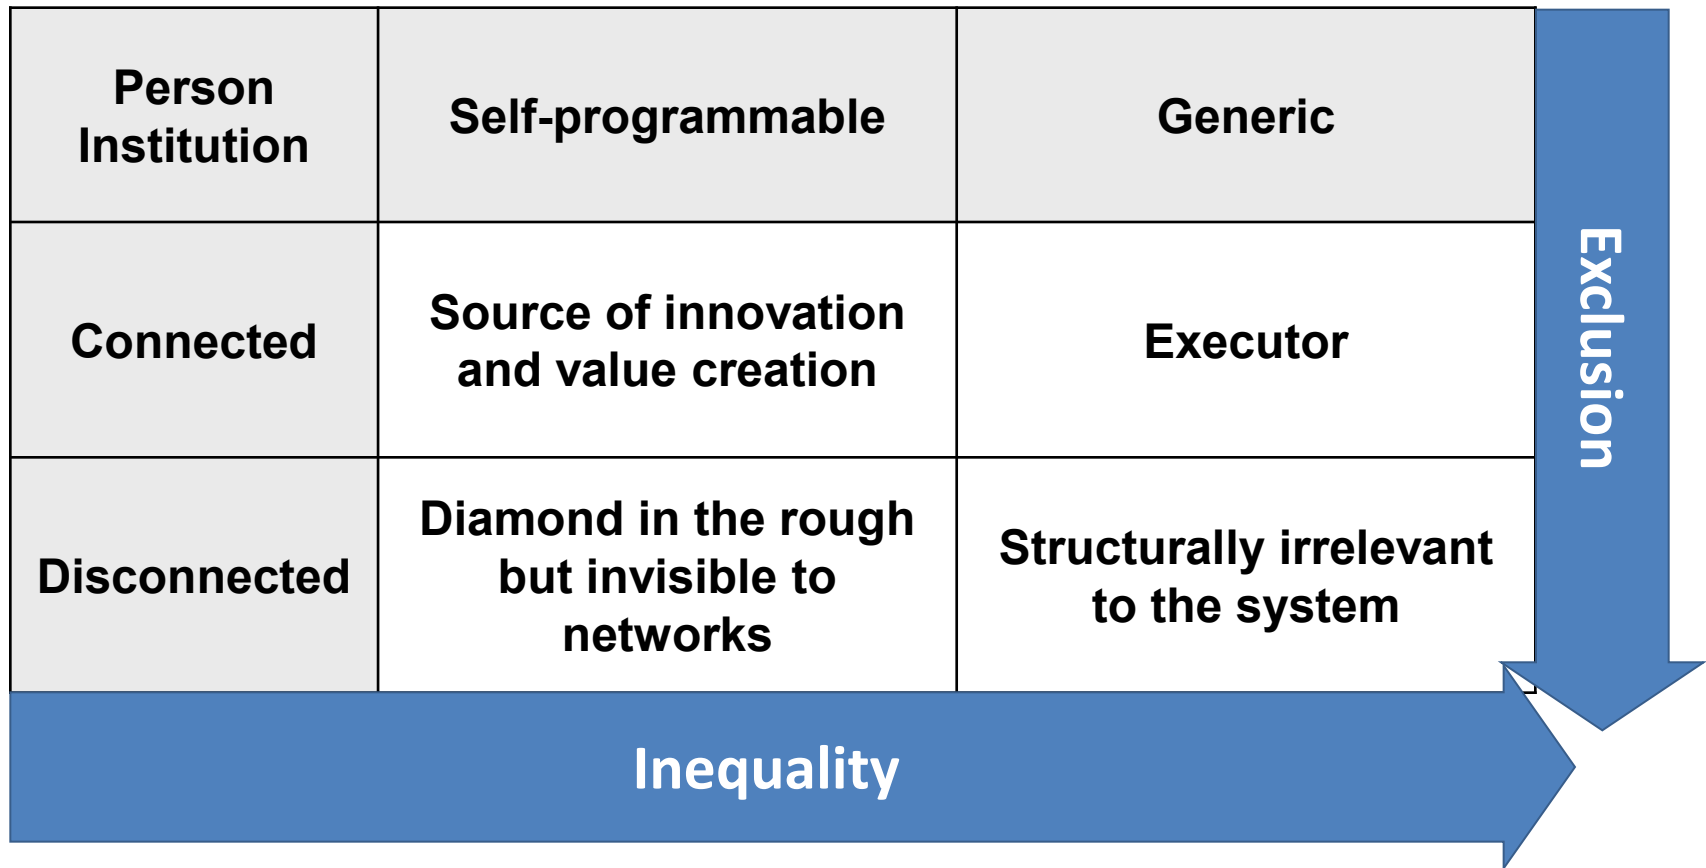 Person
Institution
Self-programmable
Generic
Connected
Source of innovation
and value creation
Executor
Disconnected
Diamond in the rough
but invisible to
networks
Structurally irrelevant
to the system
Exclusion
Inequality